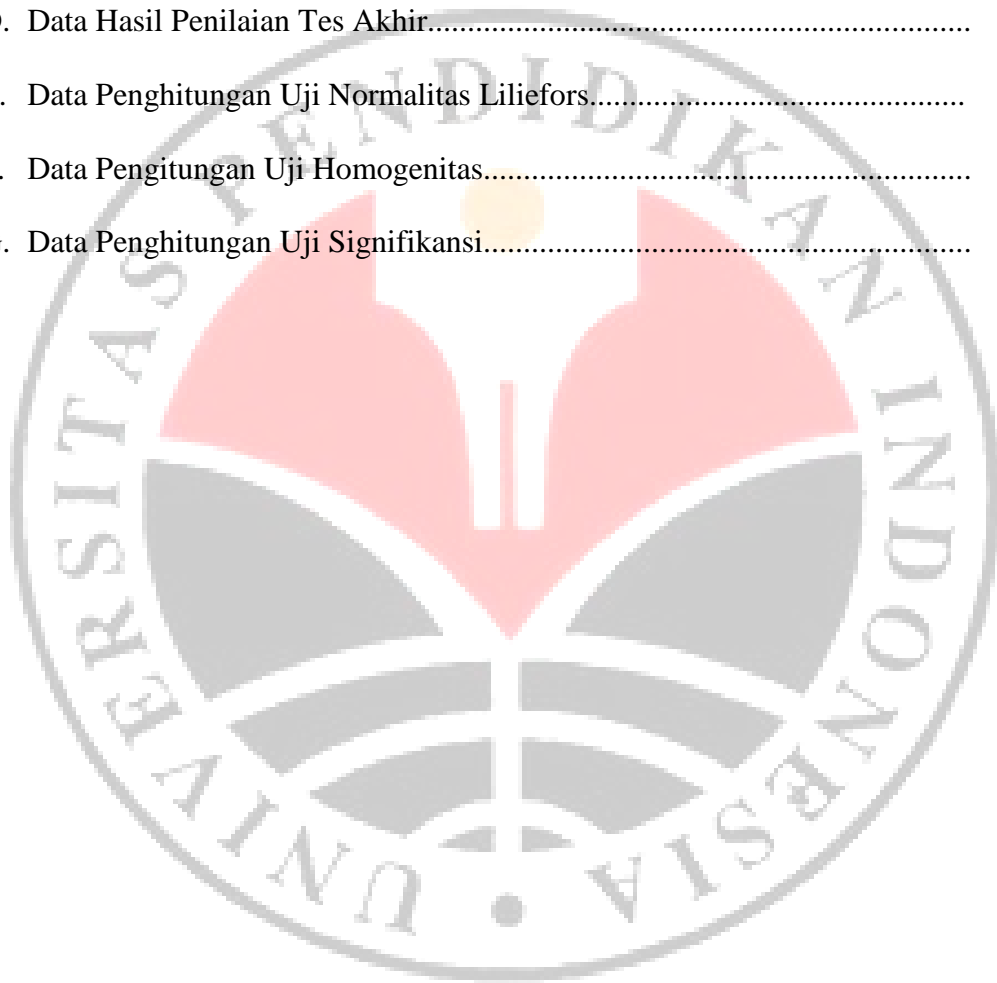 . Data Hasil Penilaian Tes Akhir....................................................................
. Data Penghitungan Uji Normalitas Liliefors...............................................
. Data Pengitungan Uji Homogenitas.............................................................
. Data Penghitungan Uji Signifikansi.............................................................
UNIVERSITAS PENDIDIKAN INDONESIA